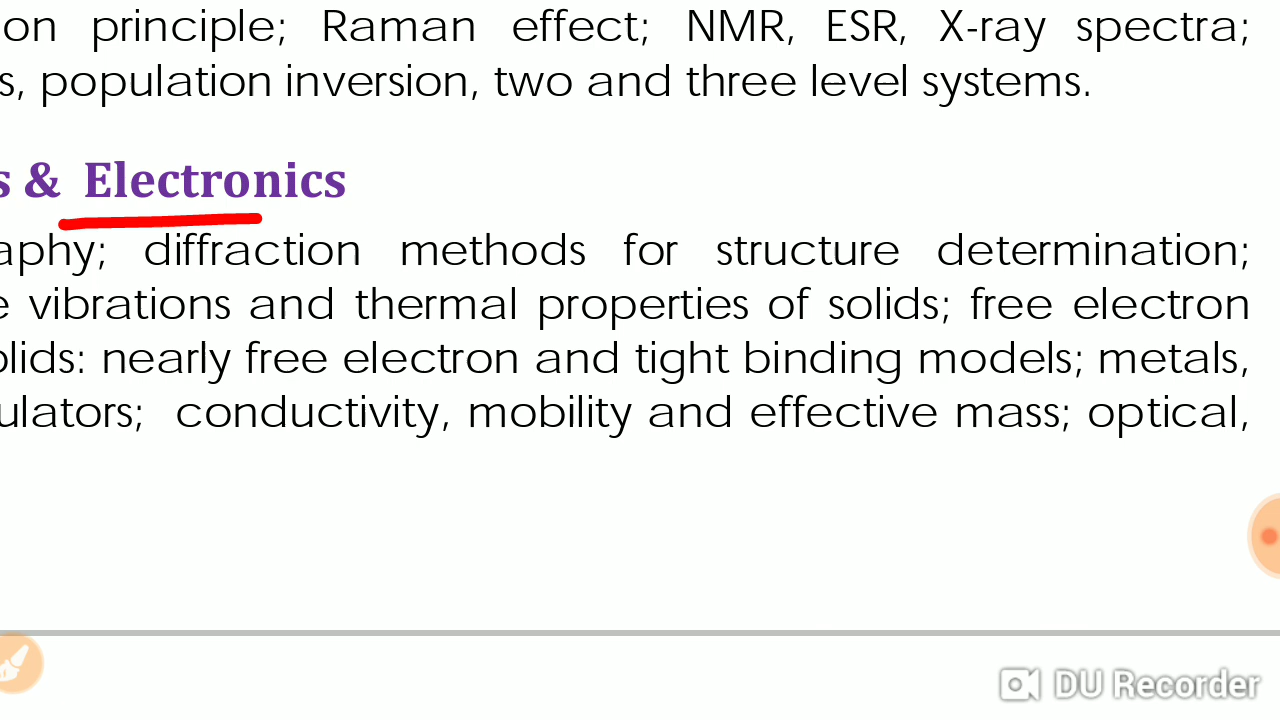 on principle; Raman effect; NMR, ESR, X-ray spectra;
s, population inversion, two and three level systems.
s & Electronics
aphy; diffraction methods for structure determination;
e vibrations and thermal properties of solids; free electron
olids: nearly free electron and tight binding models; metals,
ulators; conductivity, mobility and effective mass; optical,
DU Recorder